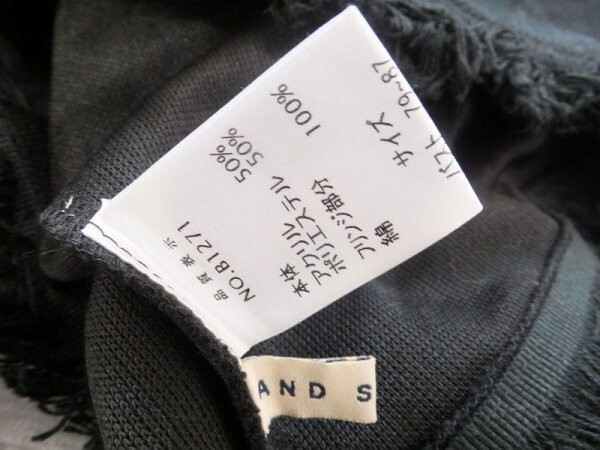 品質表示
NO.B1271
本体
アクリル 50%
ポリエステル 50%
フリンジ部分
綿 100%
サイズ
バスト 79~87
AND S